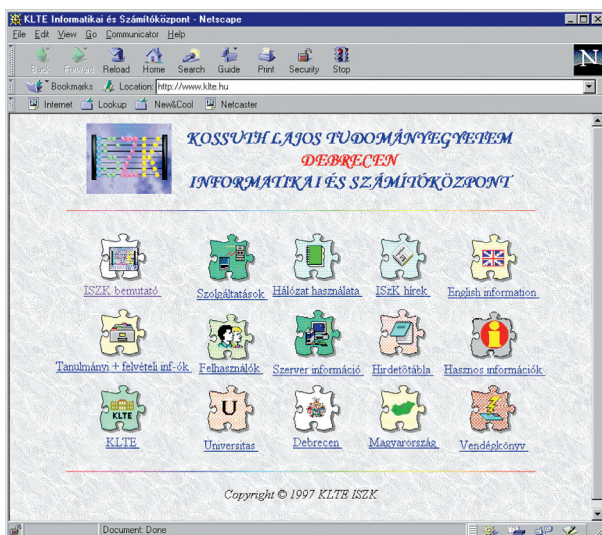 KLTE Informatikai és Számítóközpont - Netscape
File Edit View Go Communicator Help
Back Forward Reload Home Search Guide Print Security Stop
N
Bookmarks Location: http://www.klte.hu
Internet Lookup New&Cool Netcaster
KOSSUTH LAJOS TUDOMÁNYEGYETEM
DEBRECEN
INFORMATIKAI ÉS SZÁMÍTÓKÖZPONT
ISZK bemutató Szolgáltatások Hálózat használata ISzK hírek English information
Tanulmányi + felvételi inf-ók Felhasználók Szerver információ Hirdetôtábla Hasznos információk
KLTE
U
KLTE Universitas Debrecen Magyarország Vendégkönyv
Copyright © 1997 KLTE ISZK
Document: Done